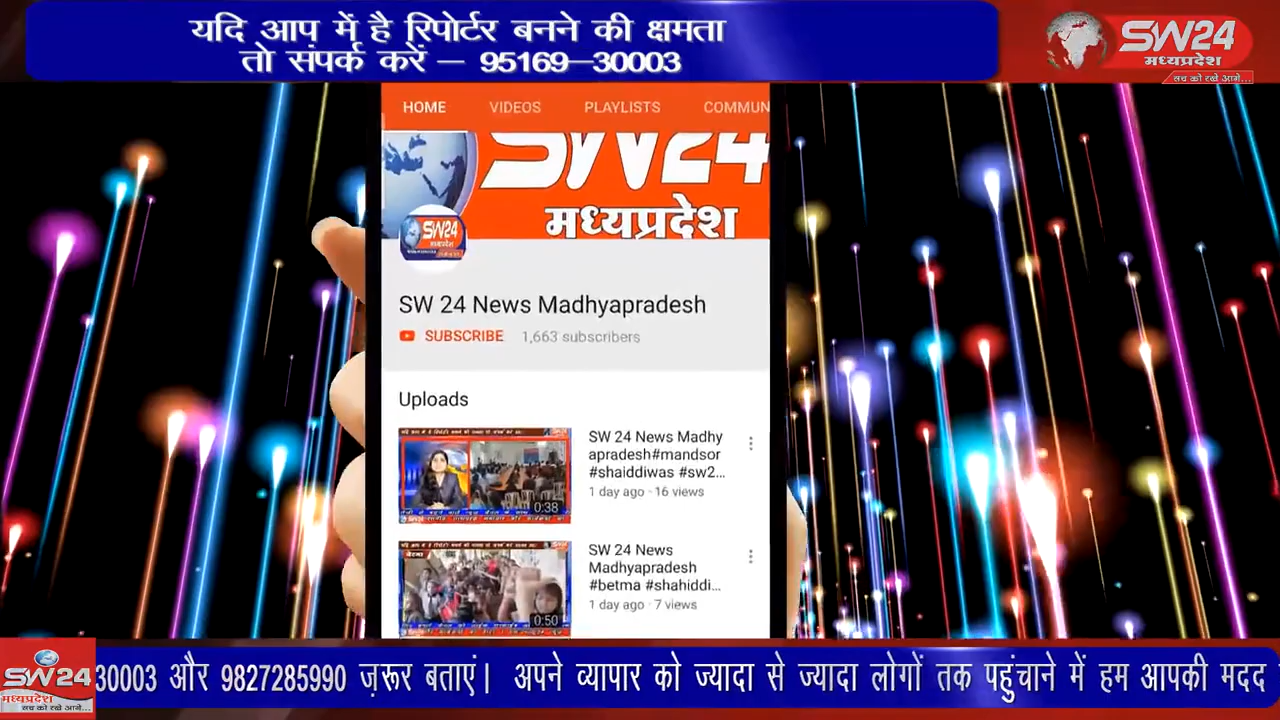 यदि आप में है रिपोर्टर बनने की क्षमता
तो संपर्क करें – 95169–30003
SW24
मध्यप्रदेश
सच को रखे आगे...
HOME VIDEOS PLAYLISTS COMMUN
SW24
मध्यप्रदेश
SW24
SW 24 News Madhyapradesh
SUBSCRIBE 1,663 subscribers
Uploads
SW 24 News Madhy
apradesh#mandsor
#shaiddiwas #sw2...
1 day ago · 16 views
0:38
SW 24 News
Madhyapradesh
#betma #shahiddi...
1 day ago · 7 views
0:50
SW24
मध्यप्रदेश
सच को रखे आगे...
30003 और 9827285990 ज़रूर बताएं। अपने व्यापार को ज्यादा से ज्यादा लोगों तक पहुंचाने में हम आपकी मदद